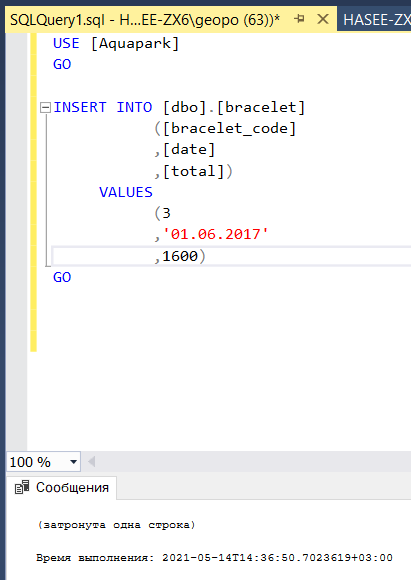 SQLQuery1.sql - H...EE-ZX6\geopo (63))* HASEE-ZX
USE [Aquapark]
GO
INSERT INTO [dbo].[bracelet]
([bracelet_code]
,[date]
,[total])
VALUES
(3
,'01.06.2017'
,1600)
GO
100 %
Сообщения
(затронута одна строка)
Время выполнения: 2021-05-14T14:36:50.7023619+03:00